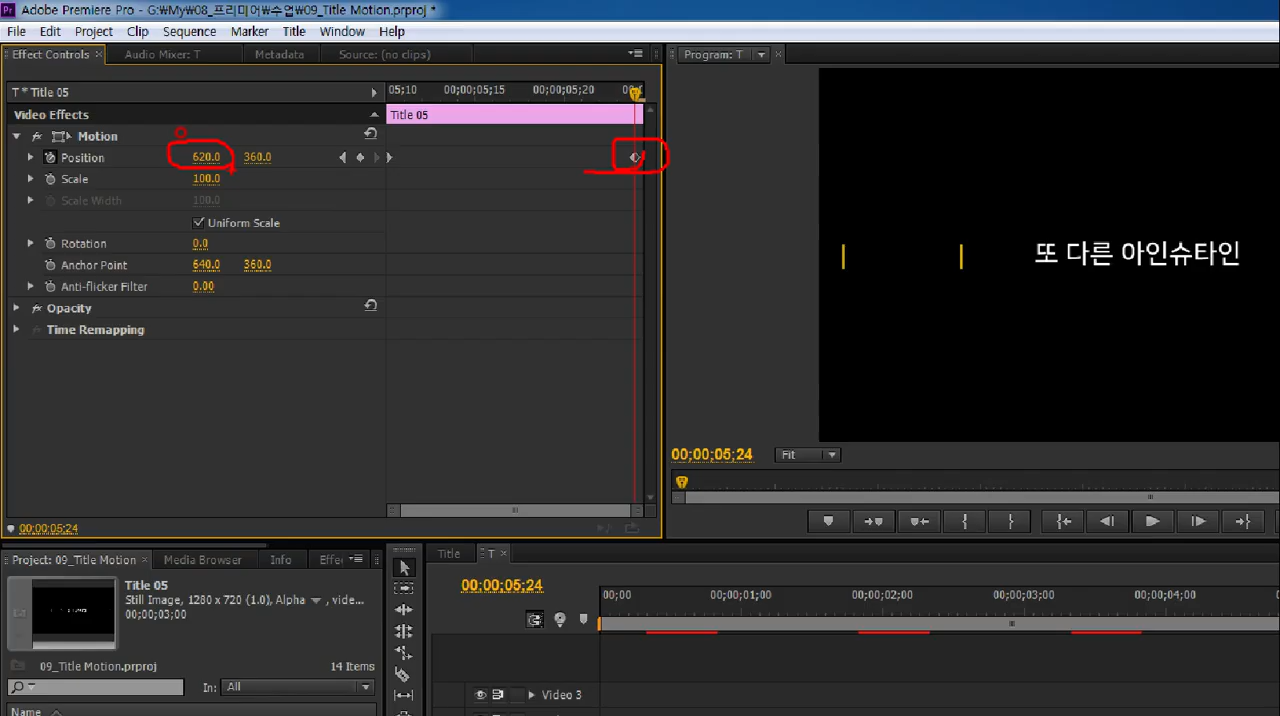 Adobe Premiere Pro - G:₩My₩08_프리미어₩수업₩09_Title Motion.prproj *
File Edit Project Clip Sequence Marker Title Window Help
Effect Controls × Audio Mixer: T Metadata Source: (no clips)
Program: T
T * Title 05
05;10 00;00;05;15 00;00;05;20
Video Effects
Title 05
Motion
Position 620.0 360.0
Scale 100.0
Scale Width 100.0
Uniform Scale
Rotation 0.0
Anchor Point 640.0 360.0
Anti-flicker Filter 0.00
Opacity
Time Remapping
| | 또 다른 아인슈타인
00;00;05;24 Fit
00;00;05;24
Project: 09_Title Motion × Media Browser Info Effe
Title 05
Still Image, 1280 x 720 (1.0), Alpha , vide...
00;00;03;00
09_Title Motion.prproj 14 Items
In: All
Name
Title T ×
00;00;05;24
00;00 00;00;01;00 00;00;02;00 00;00;03;00 00;00;04;00
Video 3